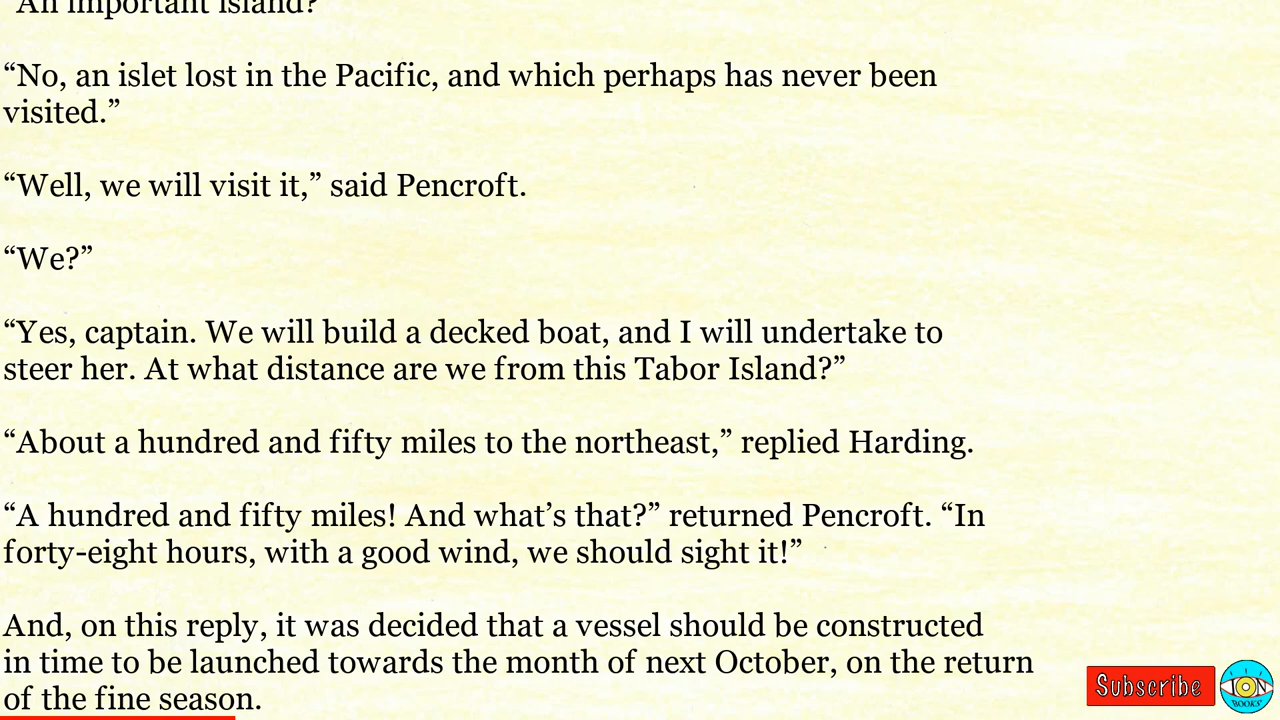 “An important island?”
“No, an islet lost in the Pacific, and which perhaps has never been
visited.”
“Well, we will visit it,” said Pencroft.
“We?”
“Yes, captain. We will build a decked boat, and I will undertake to
steer her. At what distance are we from this Tabor Island?”
“About a hundred and fifty miles to the northeast,” replied Harding.
“A hundred and fifty miles! And what’s that?” returned Pencroft. “In
forty-eight hours, with a good wind, we should sight it!”
And, on this reply, it was decided that a vessel should be constructed
in time to be launched towards the month of next October, on the return
of the fine season.
Subscribe
ION
BOOKS